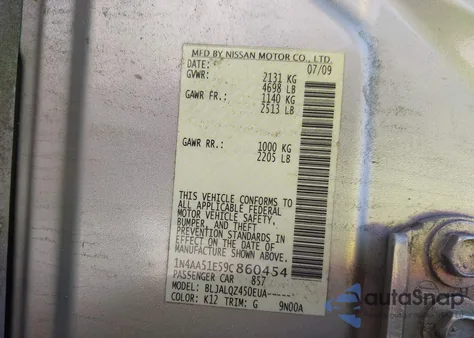 MFD BY NISSAN MOTOR CO., LTD.
DATE: 07/09
GVWR: 2131 KG
4698 LB
GAWR FR.: 1140 KG
2513 LB
GAWR RR.: 1000 KG
2205 LB
THIS VEHICLE CONFORMS TO
ALL APPLICABLE FEDERAL
MOTOR VEHICLE SAFETY,
BUMPER, AND THEFT
PREVENTION STANDARDS IN
EFFECT ON THE DATE OF
MANUFACTURE SHOWN ABOVE.
1N4AA51E59C860454
PASSENGER CAR 857
MODEL: BLJALQZ450EUA-----
COLOR: K12 TRIM: G 9N00A
autoSnap